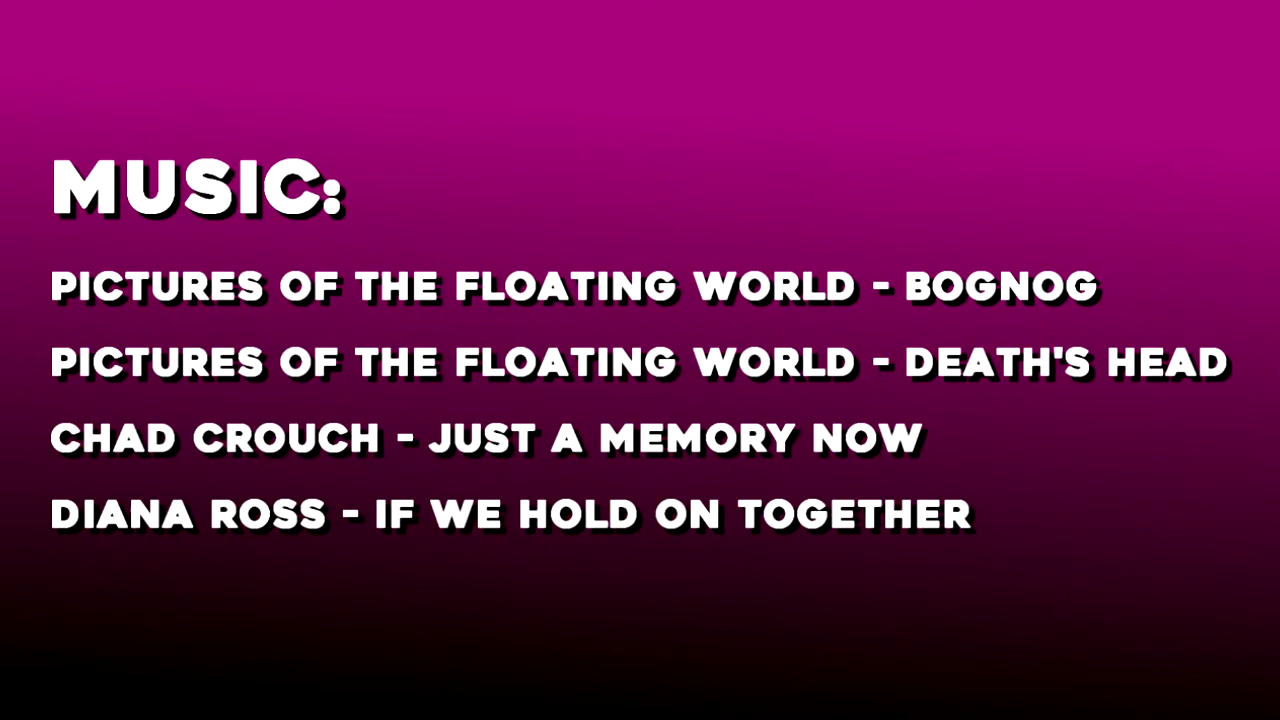 MUSIC:
PICTURES OF THE FLOATING WORLD - BOGNOG
PICTURES OF THE FLOATING WORLD - DEATH'S HEAD
CHAD CROUCH - JUST A MEMORY NOW
DIANA ROSS - IF WE HOLD ON TOGETHER